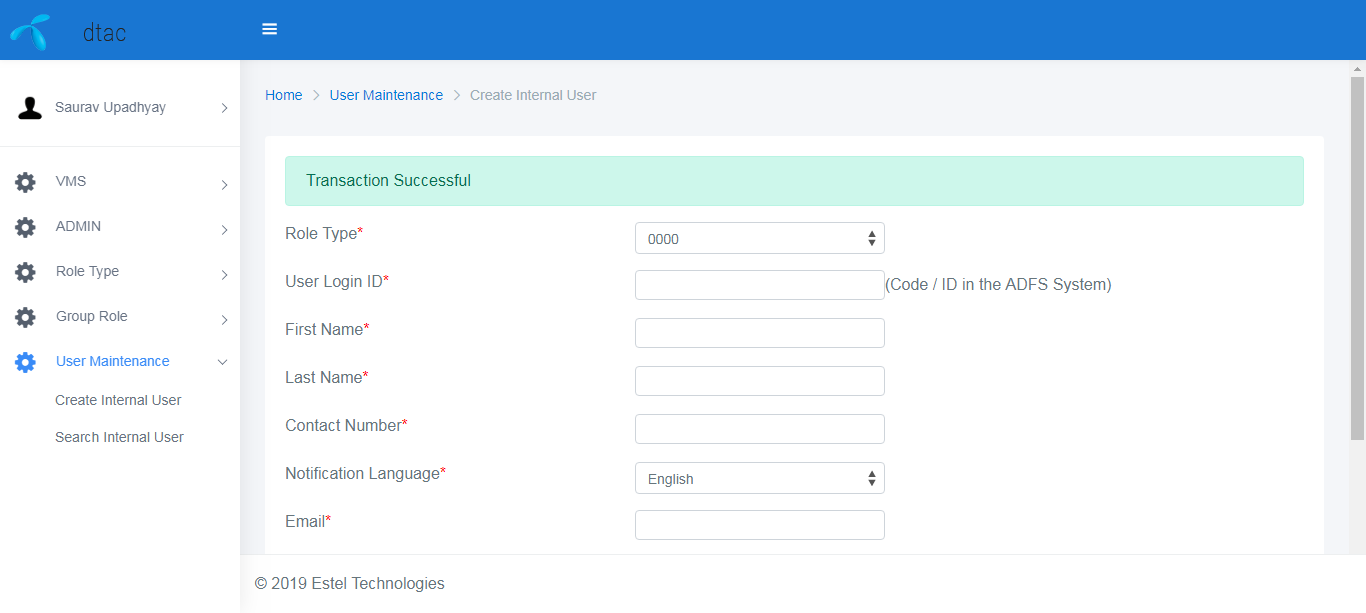 dtac
Saurav Upadhyay
VMS
ADMIN
Role Type
Group Role
User Maintenance
Create Internal User
Search Internal User
Home > User Maintenance > Create Internal User
Transaction Successful
Role Type* 0000
User Login ID* (Code / ID in the ADFS System)
First Name*
Last Name*
Contact Number*
Notification Language* English
Email*
© 2019 Estel Technologies